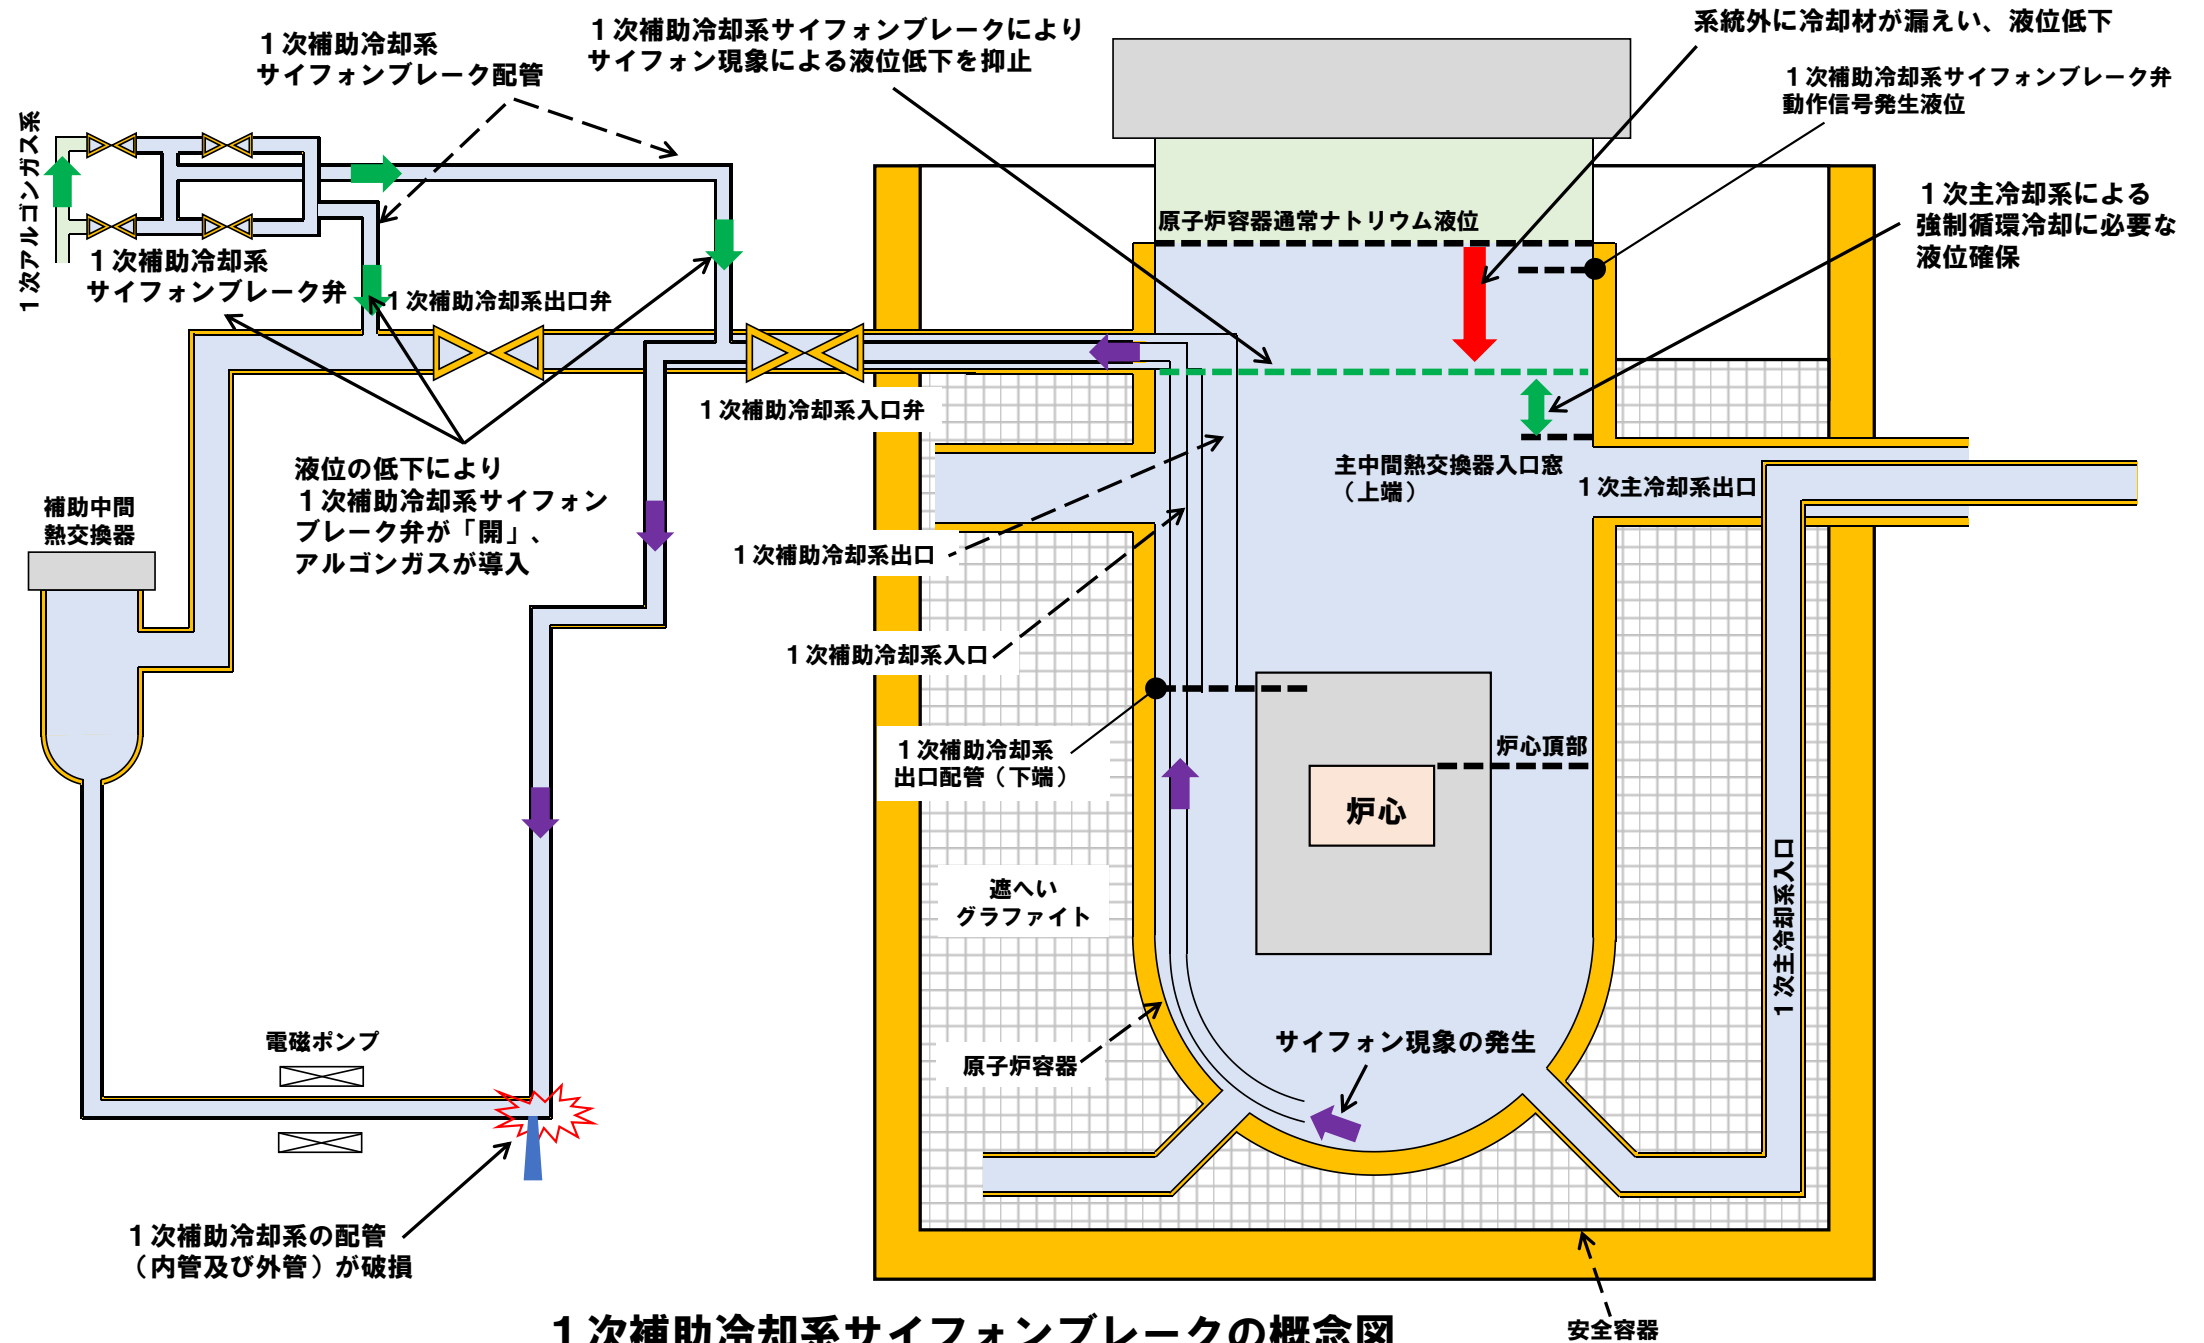 １次補助冷却系
サイフォンブレーク配管
１次補助冷却系サイフォンブレークにより
サイフォン現象による液位低下を抑止
系統外に冷却材が漏えい、液位低下
１次補助冷却系サイフォンブレーク弁
動作信号発生液位
１次アルゴンガス系
１次主冷却系による
強制循環冷却に必要な
液位確保
原子炉容器通常ナトリウム液位
１次補助冷却系
サイフォンブレーク弁
１次補助冷却系出口弁
１次補助冷却系入口弁
液位の低下により
１次補助冷却系サイフォン
ブレーク弁が「開」、
アルゴンガスが導入
主中間熱交換器入口窓
（上端）
１次主冷却系出口
補助中間
熱交換器
１次補助冷却系出口
１次補助冷却系入口
１次補助冷却系
出口配管（下端）
炉心頂部
炉心
遮へい
グラファイト
１次主冷却系入口
電磁ポンプ
原子炉容器
サイフォン現象の発生
１次補助冷却系の配管
（内管及び外管）が破損
安全容器
１次補助冷却系サイフォンブレークの概念図